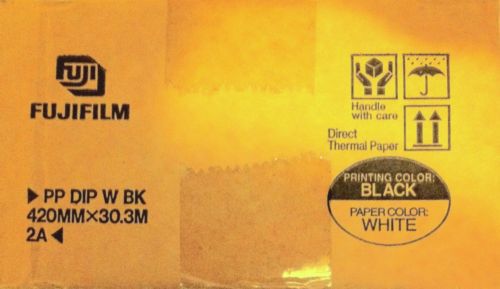 FUJI
FUJIFILM
PP DIP W BK
420MM×30.3M
2A
Handle
with care
Direct
Thermal Paper
PRINTING COLOR:
BLACK
PAPER COLOR:
WHITE